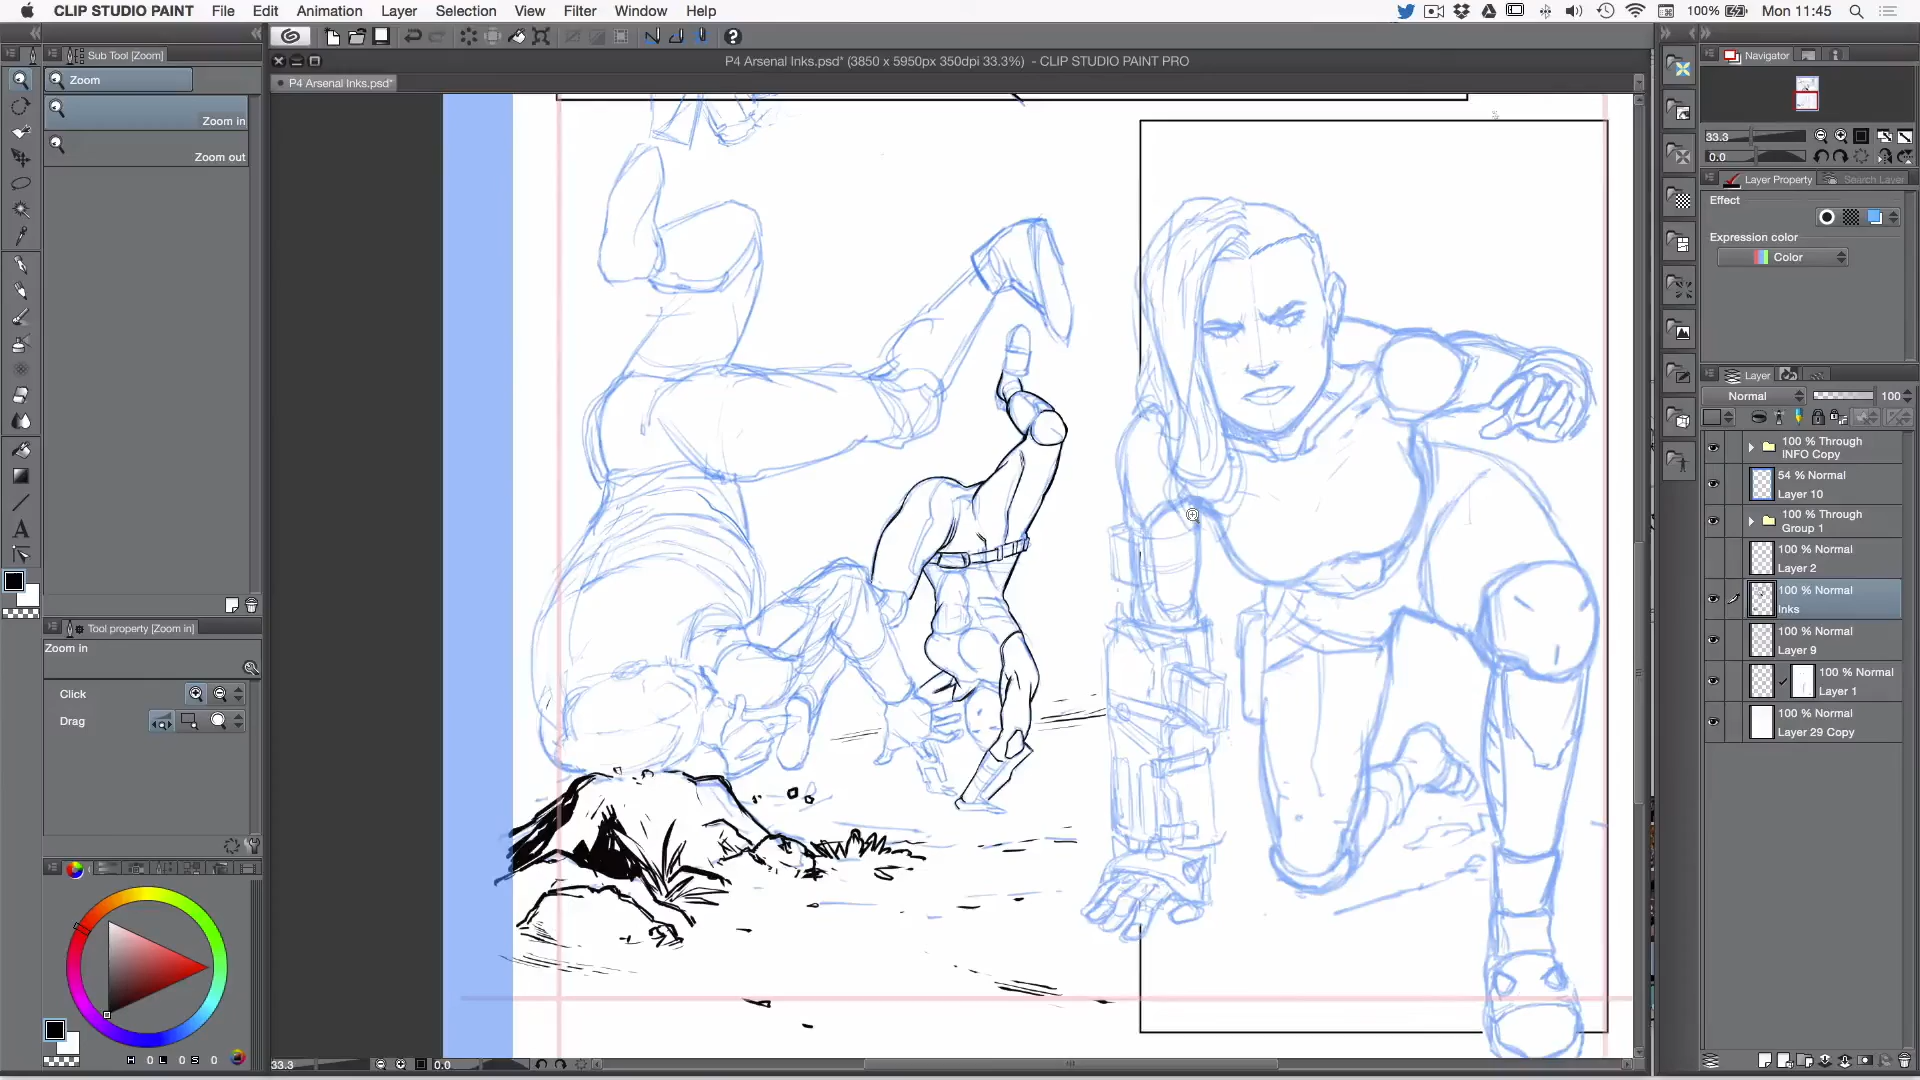 CLIP STUDIO PAINT File Edit Animation Layer Selection View Filter Window Help 100% Mon 11:45
P4 Arsenal Inks.psd* (3850 x 5950px 350dpi 33.3%) - CLIP STUDIO PAINT PRO
P4 Arsenal Inks.psd*
Sub Tool [Zoom]
Zoom
Zoom in
Zoom out
Tool property [Zoom in]
Zoom in
Click
Drag
H 0 L 0 S 0
33.3 0.0
Navigator
33.3
0.0
Layer Property Search Layer
Effect
Expression color
Color
Layer
Normal 100
100 % Through
INFO Copy
54 % Normal
Layer 10
100 % Through
Group 1
100 % Normal
Layer 2
100 % Normal
Inks
100 % Normal
Layer 9
100 % Normal
Layer 1
100 % Normal
Layer 29 Copy